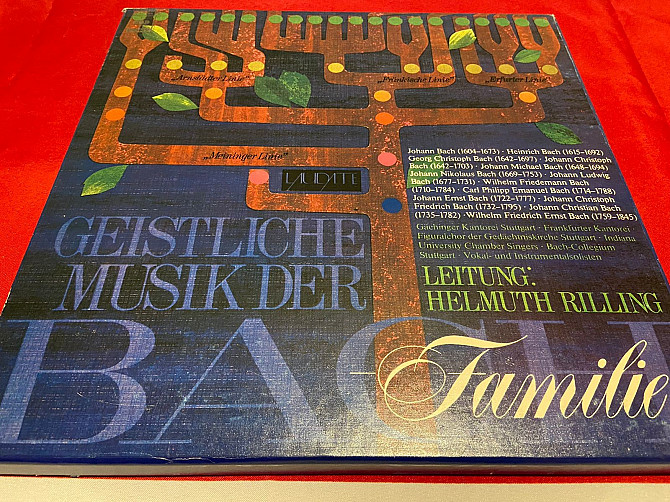 „Arnstädter Linie“
„Fränkische Linie“
„Erfurter Linie“
„Meininger Linie“
Johann Bach (1604–1673) · Heinrich Bach (1615–1692)
Georg Christoph Bach (1642–1697) · Johann Christoph
Bach (1642–1703) · Johann Michael Bach (1648–1694)
Johann Nikolaus Bach (1669–1753) · Johann Ludwig
Bach (1677–1731) · Wilhelm Friedemann Bach
(1710–1784) · Carl Philipp Emanuel Bach (1714–1788)
Johann Ernst Bach (1722–1777) · Johann Christoph
Friedrich Bach (1732–1795) · Johann Christian Bach
(1735–1782) · Wilhelm Friedrich Ernst Bach (1759–1845)
Gächinger Kantorei Stuttgart · Frankfurter Kantorei ·
Figuralchor der Gedächtniskirche Stuttgart · Indiana
University Chamber Singers · Bach-Collegium
Stuttgart · Vokal- und Instrumentalsolisten
LAUDATE
GEISTLICHE
MUSIK DER
LEITUNG:
HELMUTH RILLING
BACH
Familie